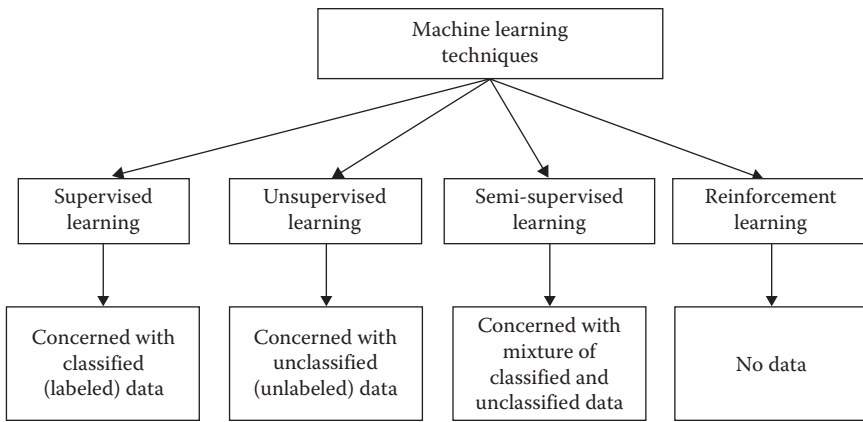 Machine learning
techniques
Supervised
learning
Unsupervised
learning
Semi-supervised
learning
Reinforcement
learning
Concerned with
classified
(labeled) data
Concerned with
unclassified
(unlabeled) data
Concerned with
mixture of
classified and
unclassified data
No data